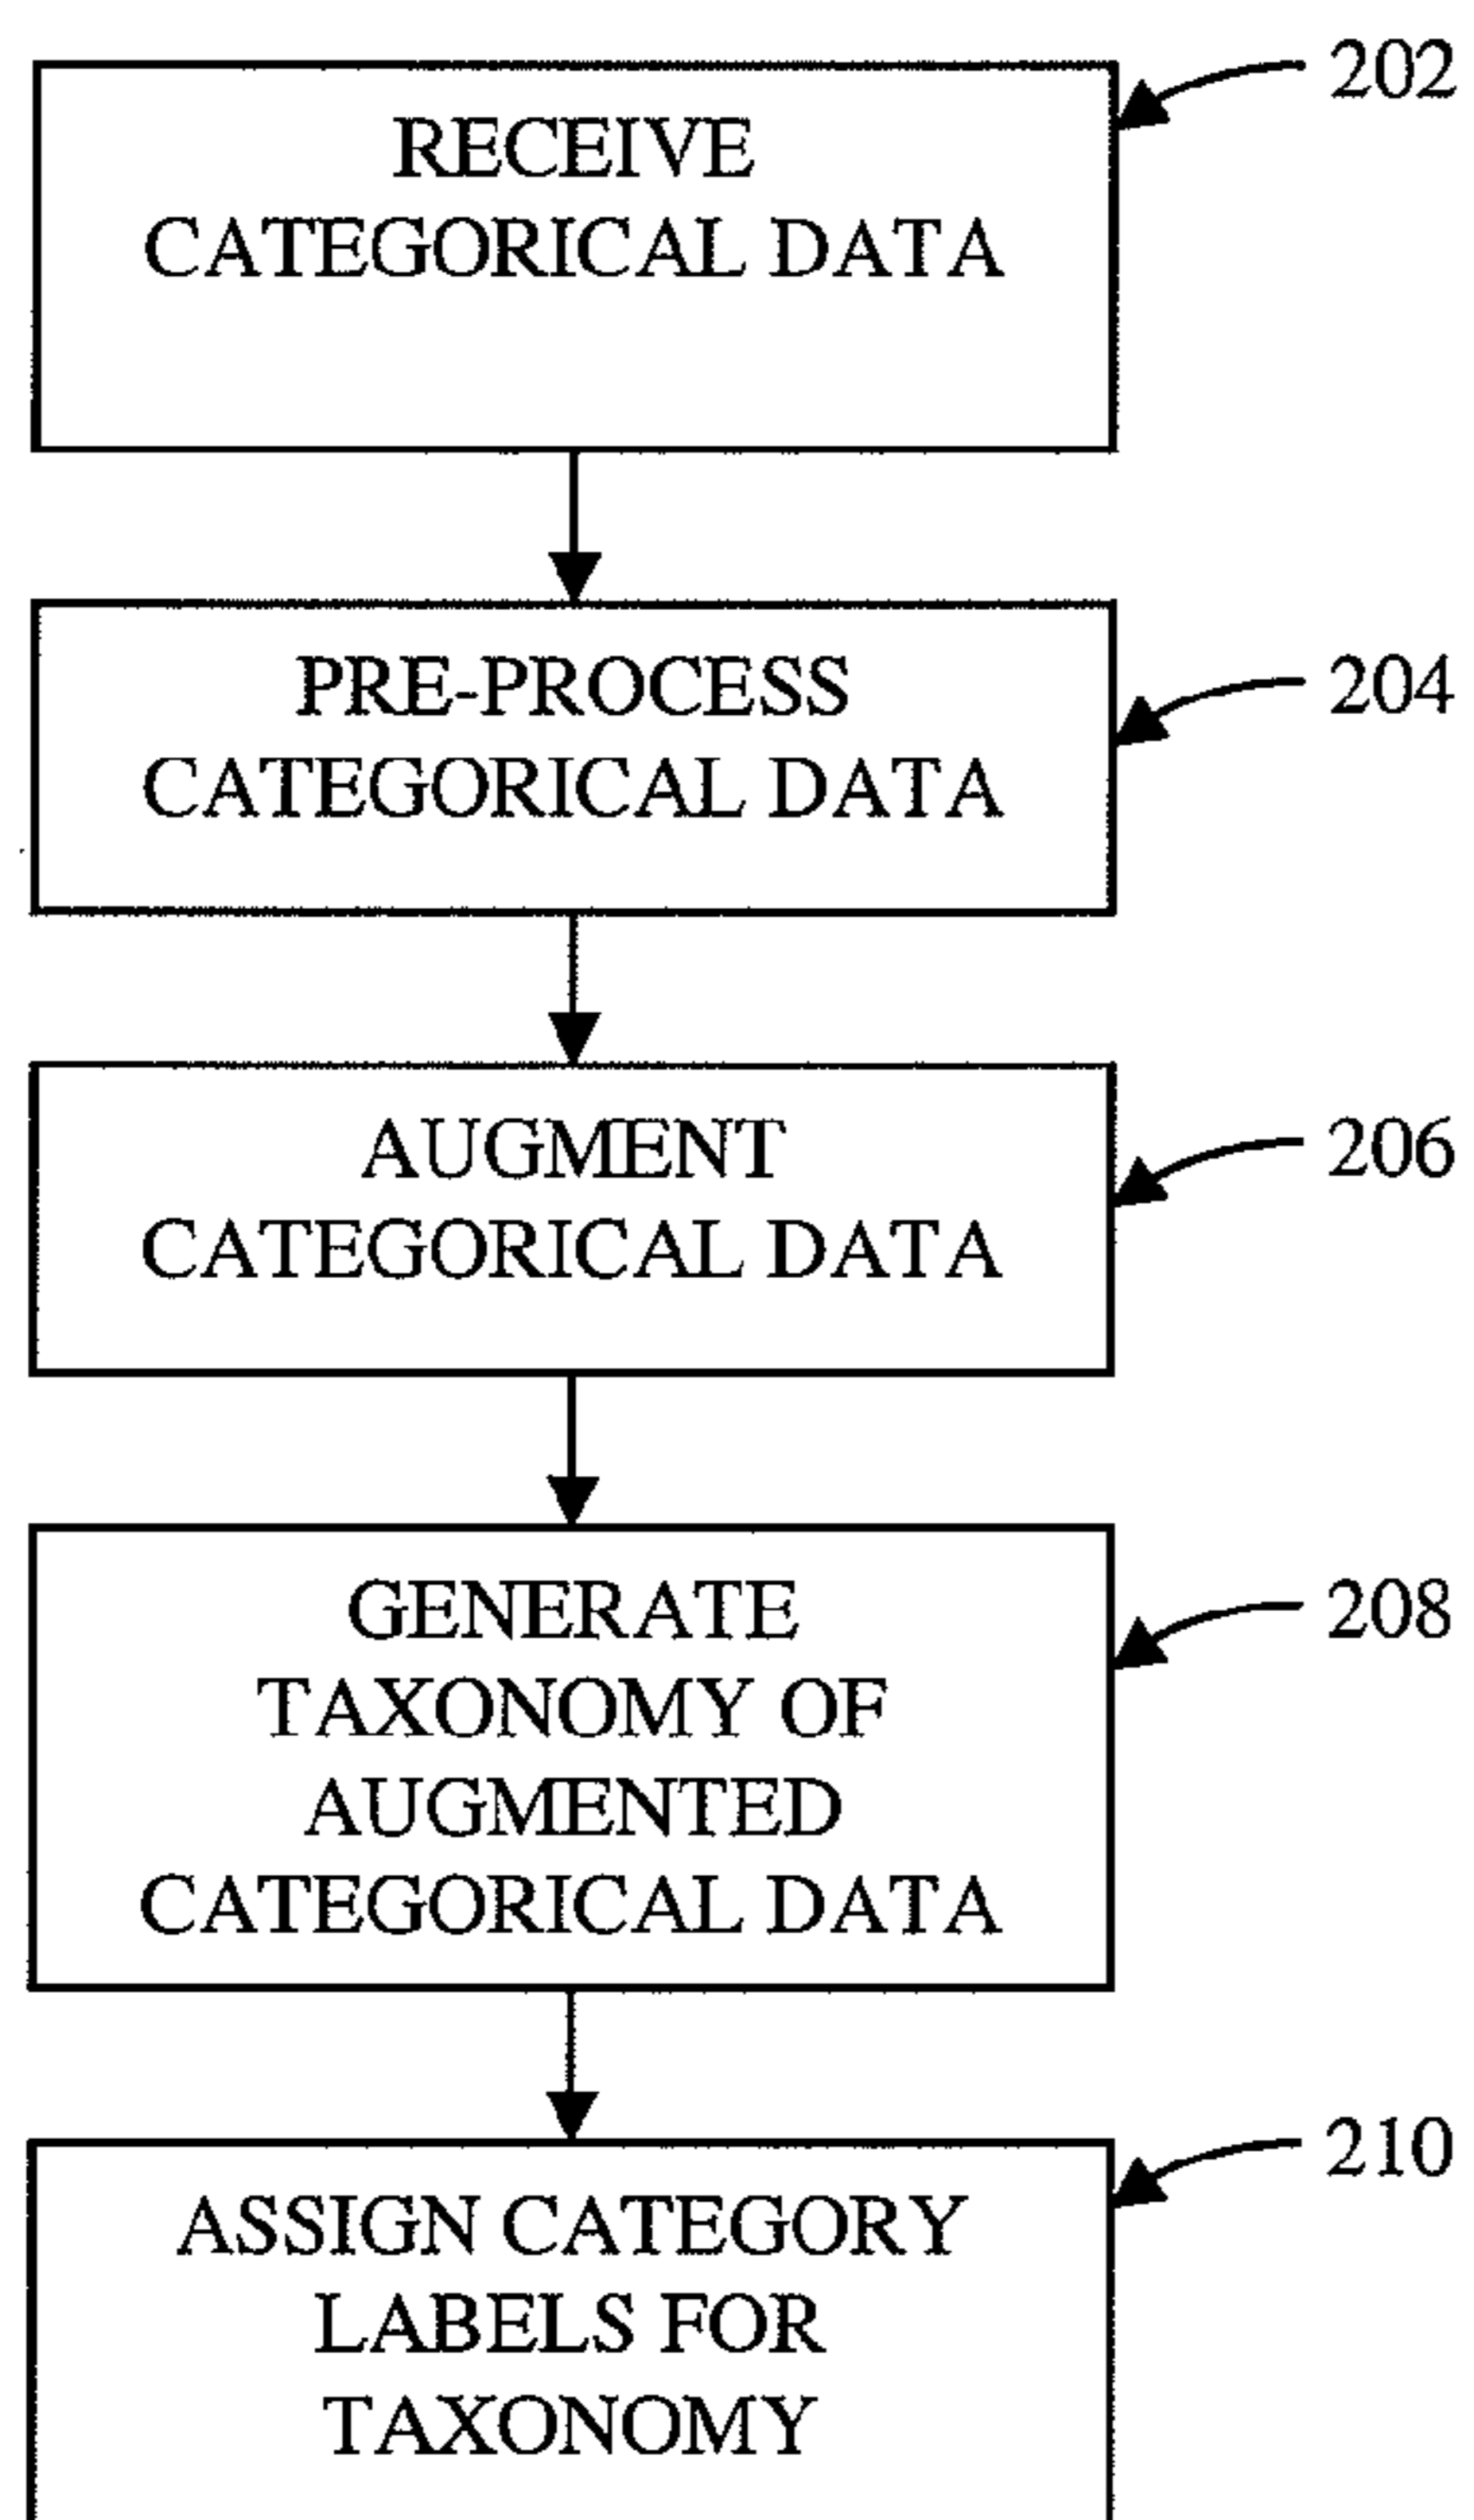 202
RECEIVE
CATEGORICAL DATA
204
PRE-PROCESS
CATEGORICAL DATA
206
AUGMENT
CATEGORICAL DATA
208
GENERATE
TAXONOMY OF
AUGMENTED
CATEGORICAL DATA
210
ASSIGN CATEGORY
LABELS FOR
TAXONOMY